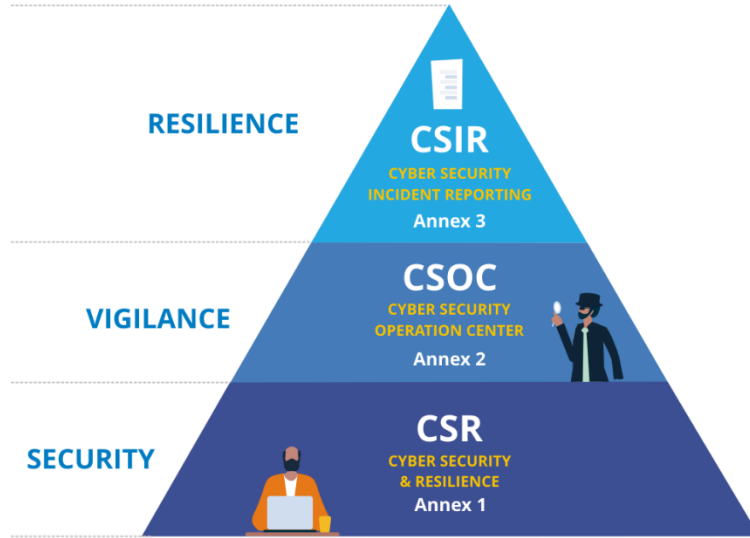 RESILIENCE
CSIR
CYBER SECURITY
INCIDENT REPORTING
Annex 3
VIGILANCE
CSOC
CYBER SECURITY
OPERATION CENTER
Annex 2
SECURITY
CSR
CYBER SECURITY
& RESILIENCE
Annex 1